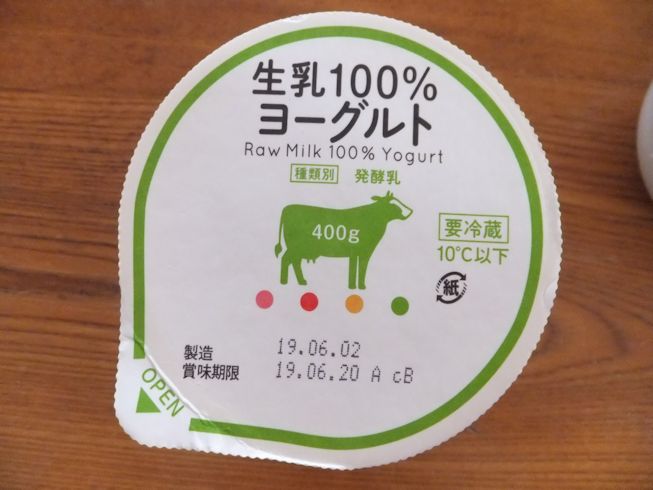 生乳100%
ヨーグルト
Raw Milk 100% Yogurt
種類別 発酵乳
400g
要冷蔵
10℃以下
紙
製造 19.06.02
賞味期限 19.06.20 A cB
OPEN